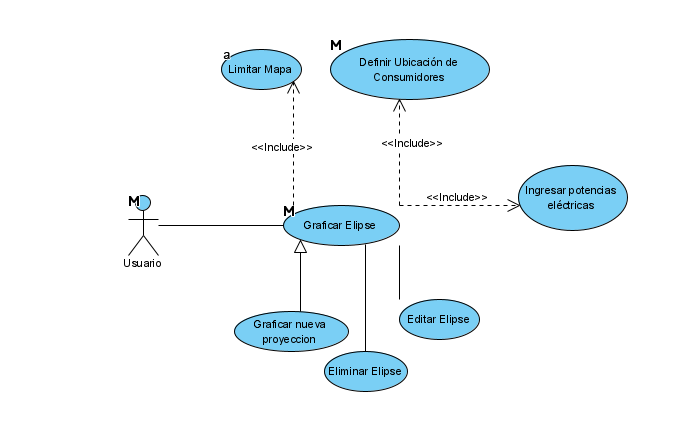 M
a
Limitar Mapa
Definir Ubicación de
Consumidores
<<Include>>
<<Include>>
Ingresar potencias
eléctricas
<<Include>>
M
M
Graficar Elipse
Usuario
Graficar nueva
proyeccion
Editar Elipse
Eliminar Elipse